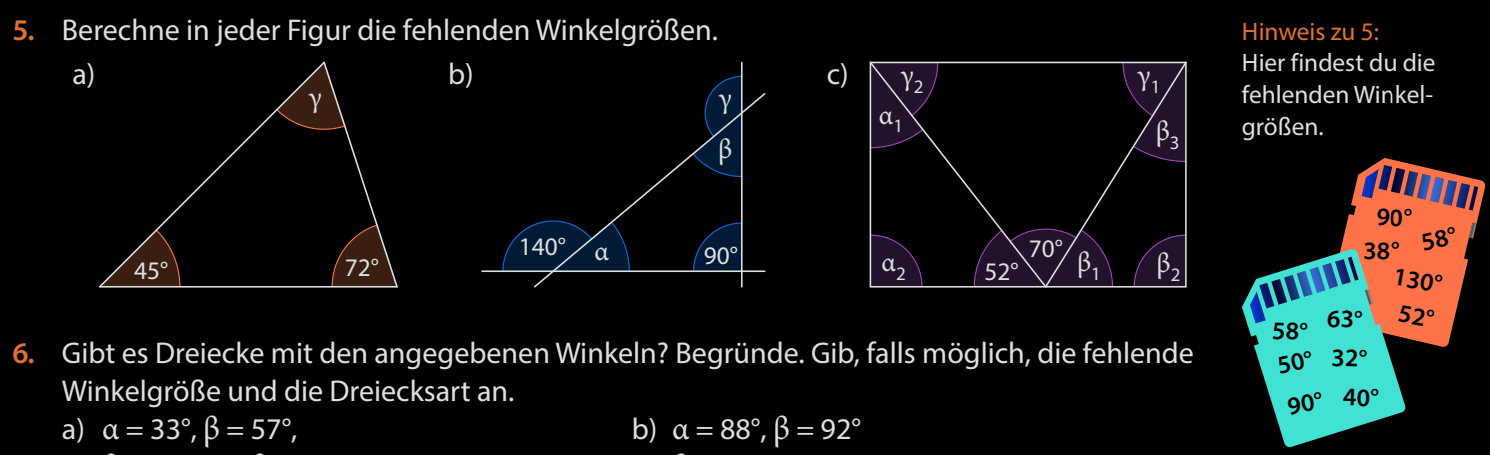 5. Berechne in jeder Figur die fehlenden Winkelgrößen.
a)
γ
45°
72°
b)
γ
β
140°
α
90°
c)
γ₂
γ₁
α₁
β₃
α₂
52°
70°
β₁
β₂
Hinweis zu 5:
Hier findest du die
fehlenden Winkel-
größen.
90°
38° 58°
130°
52°
58° 63°
50° 32°
90° 40°
6. Gibt es Dreiecke mit den angegebenen Winkeln? Begründe. Gib, falls möglich, die fehlende
Winkelgröße und die Dreiecksart an.
a) α = 33°, β = 57°,
b) α = 88°, β = 92°